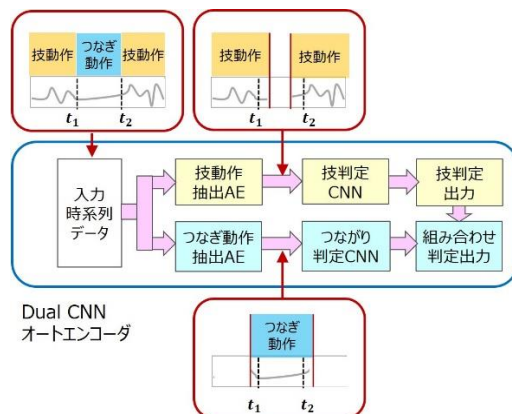 技動作
つなぎ
動作
技動作
t₁
t₂
技動作
技動作
t₁
t₂
入力
時系列
データ
技動作
抽出AE
技判定
CNN
技判定
出力
つなぎ動作
抽出AE
つながり
判定CNN
組み合わせ
判定出力
Dual CNN
オートエンコーダ
つなぎ
動作
t₁
t₂